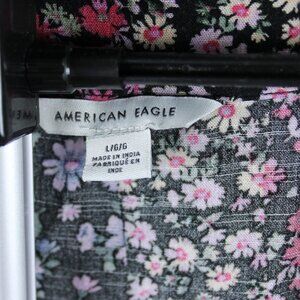 AMERICAN EAGLE
L/G/G
MADE IN INDIA
FABRIQUÉ EN
INDE